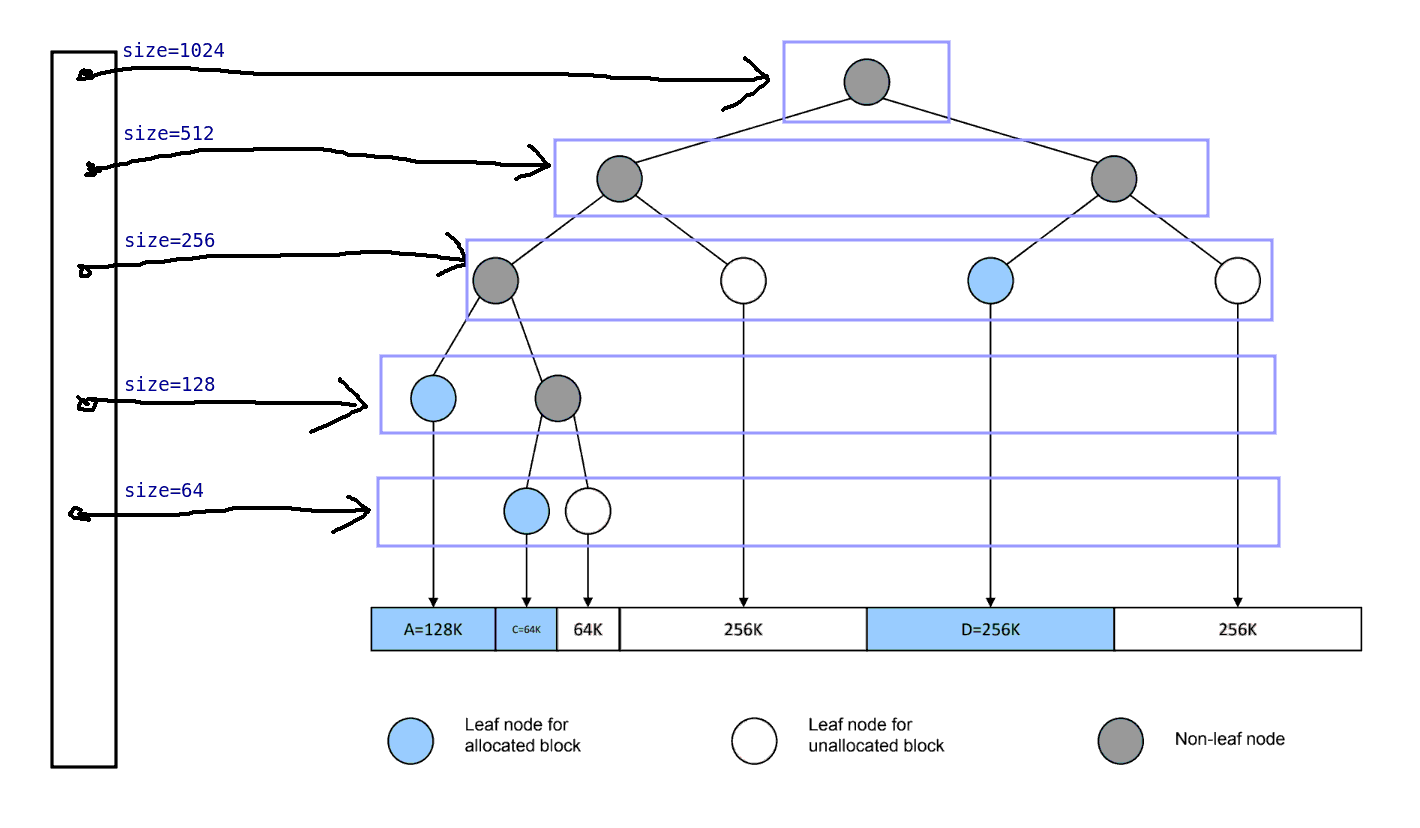 size=1024
size=512
size=256
size=128
size=64
A=128K C=64K 64K 256K D=256K 256K
Leaf node for
allocated block
Leaf node for
unallocated block
Non-leaf node